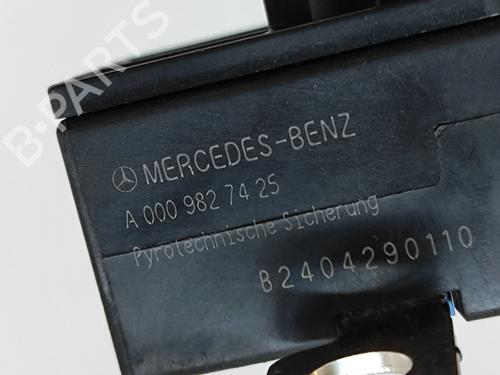 B-PARTS
MERCEDES-BENZ
A 000 982 74 25
Pyrotechnische Sicherung
B2404290110